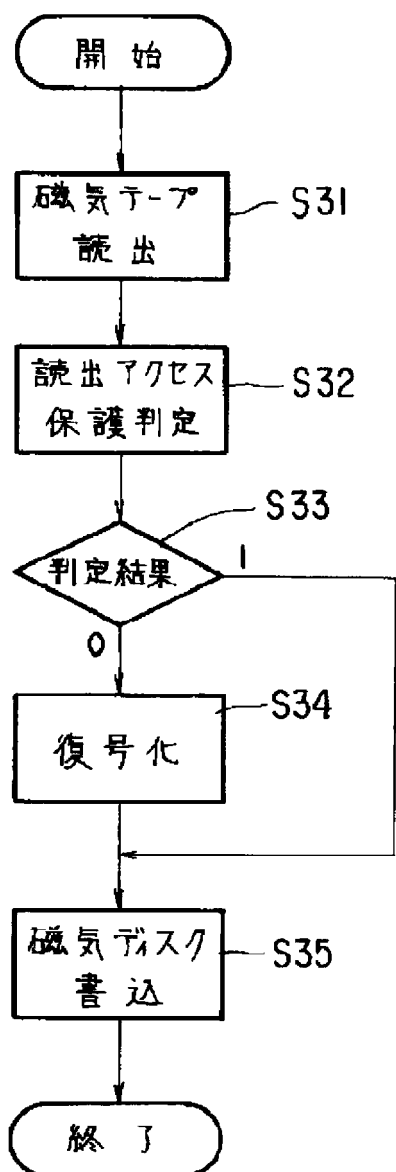 開始
磁気テープ
読出
S31
読出アクセス
保護判定
S32
S33
判定結果
1
0
S34
復号化
磁気ディスク
書込
S35
終了